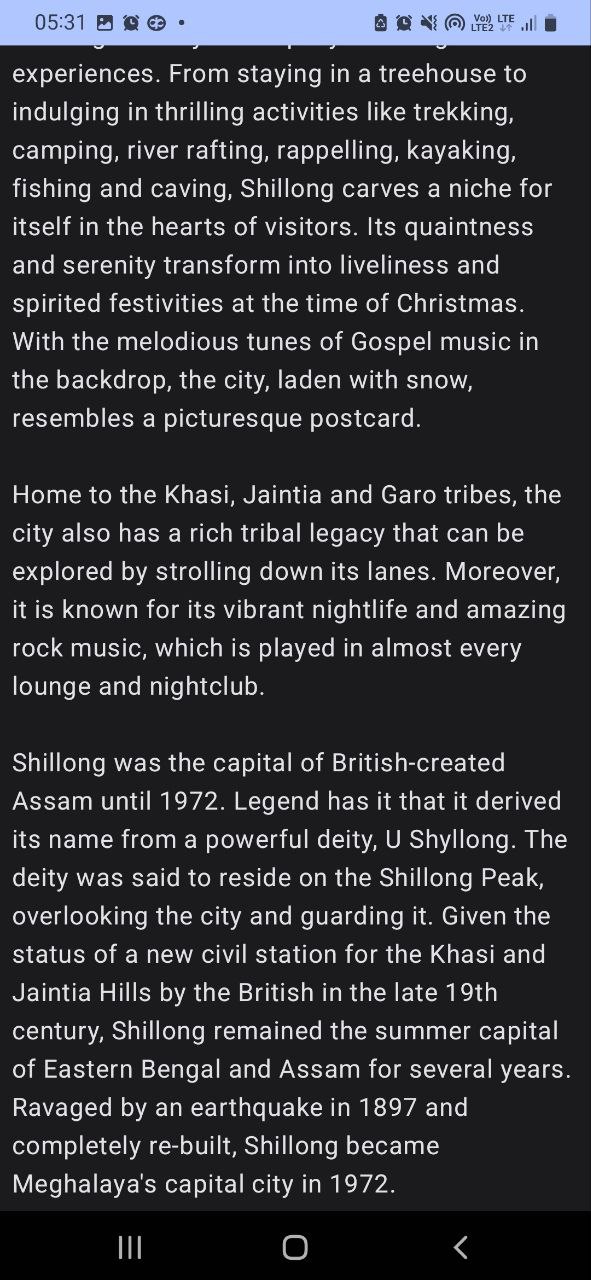 05:31 Vo)) LTE
LTE2
experiences. From staying in a treehouse to
indulging in thrilling activities like trekking,
camping, river rafting, rappelling, kayaking,
fishing and caving, Shillong carves a niche for
itself in the hearts of visitors. Its quaintness
and serenity transform into liveliness and
spirited festivities at the time of Christmas.
With the melodious tunes of Gospel music in
the backdrop, the city, laden with snow,
resembles a picturesque postcard.
Home to the Khasi, Jaintia and Garo tribes, the
city also has a rich tribal legacy that can be
explored by strolling down its lanes. Moreover,
it is known for its vibrant nightlife and amazing
rock music, which is played in almost every
lounge and nightclub.
Shillong was the capital of British-created
Assam until 1972. Legend has it that it derived
its name from a powerful deity, U Shyllong. The
deity was said to reside on the Shillong Peak,
overlooking the city and guarding it. Given the
status of a new civil station for the Khasi and
Jaintia Hills by the British in the late 19th
century, Shillong remained the summer capital
of Eastern Bengal and Assam for several years.
Ravaged by an earthquake in 1897 and
completely re-built, Shillong became
Meghalaya's capital city in 1972.